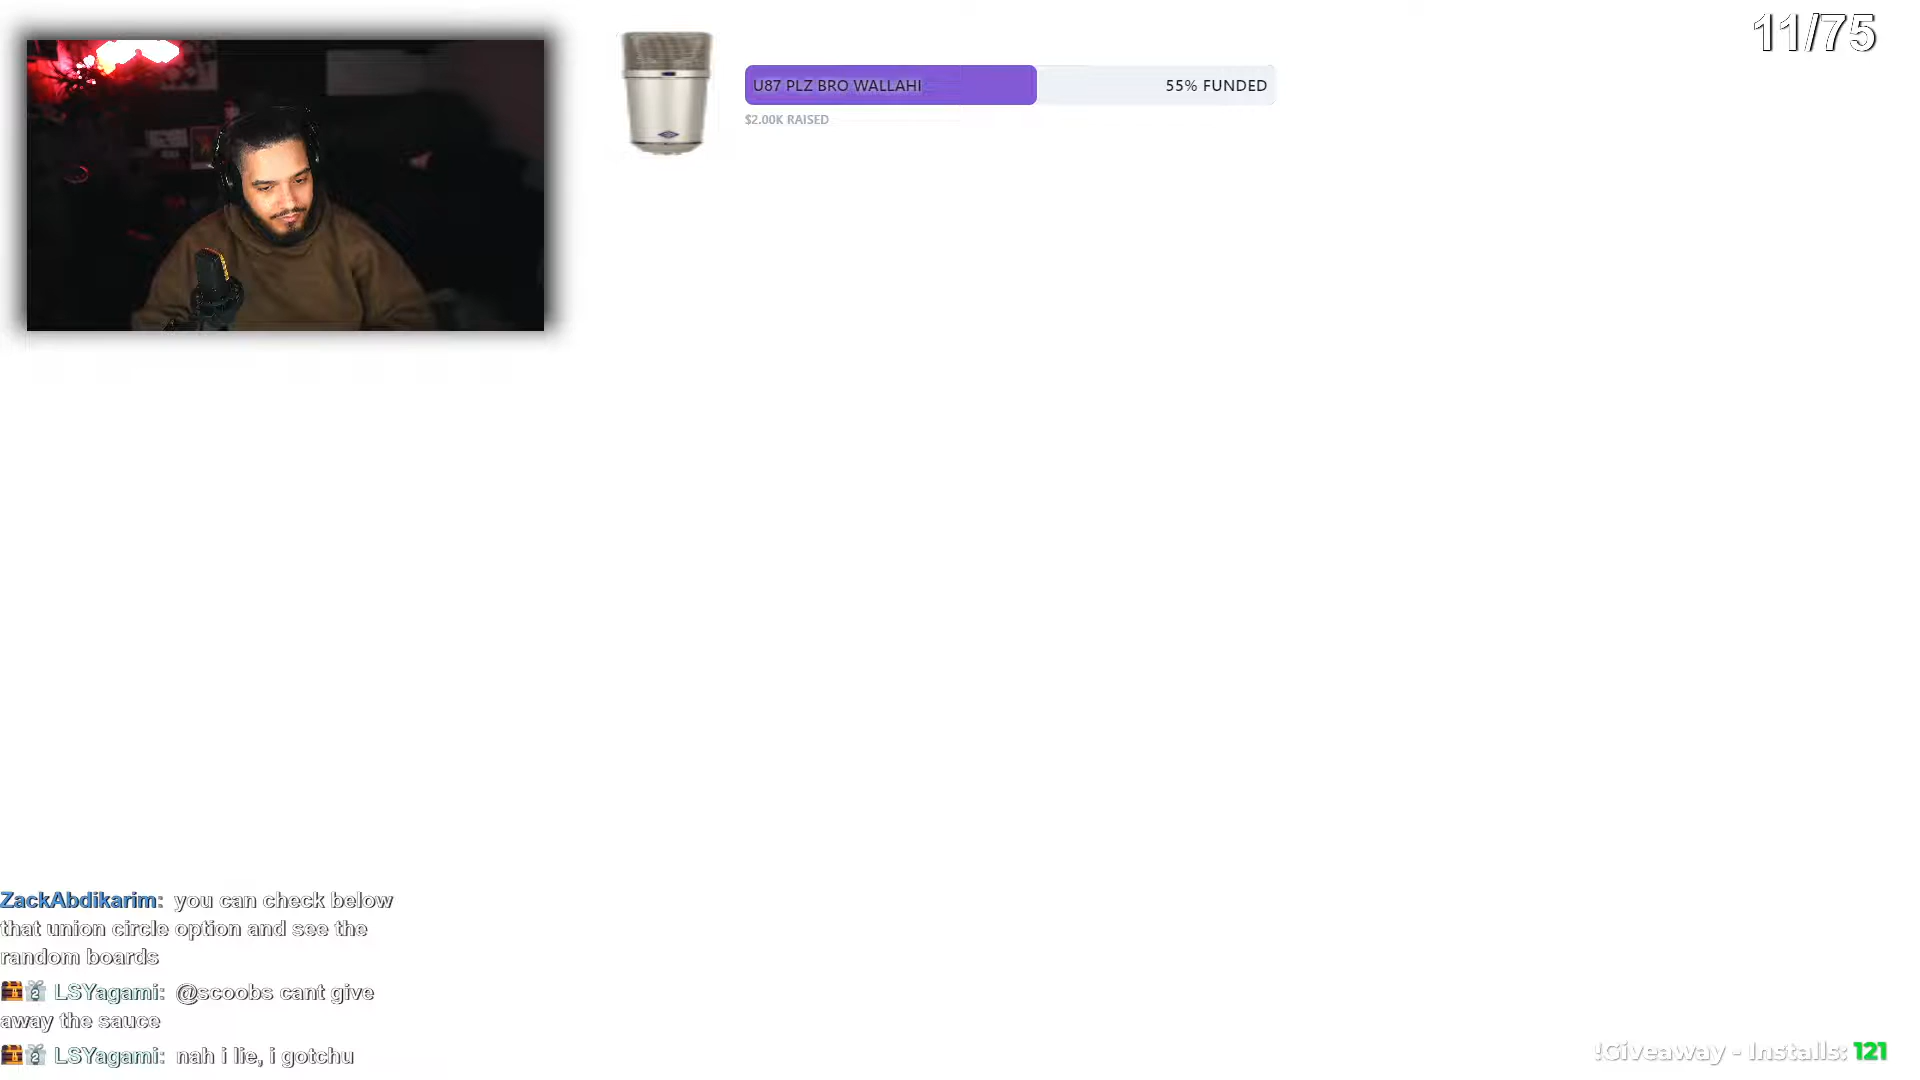 11/75
U87 PLZ BRO WALLAHI
55% FUNDED
$2.00K RAISED
ZackAbdikarim: you can check below
that union circle option and see the
random boards
2 LSYagami: @scoobs cant give
away the sauce
2 LSYagami: nah i lie, i gotchu
!Giveaway - Installs: 121